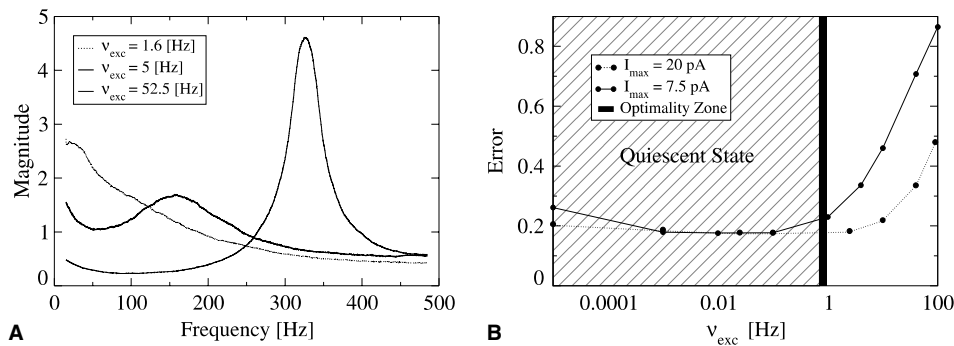 5
4
3
2
1
0
Magnitude
ν_exc = 1.6 [Hz]
ν_exc = 5 [Hz]
ν_exc = 52.5 [Hz]
0 100 200 300 400 500
Frequency [Hz]
A
0.8
0.6
0.4
0.2
0
Error
I_max = 20 pA
I_max = 7.5 pA
Optimality Zone
Quiescent State
0.0001 0.01 1 100
ν_exc [Hz]
B